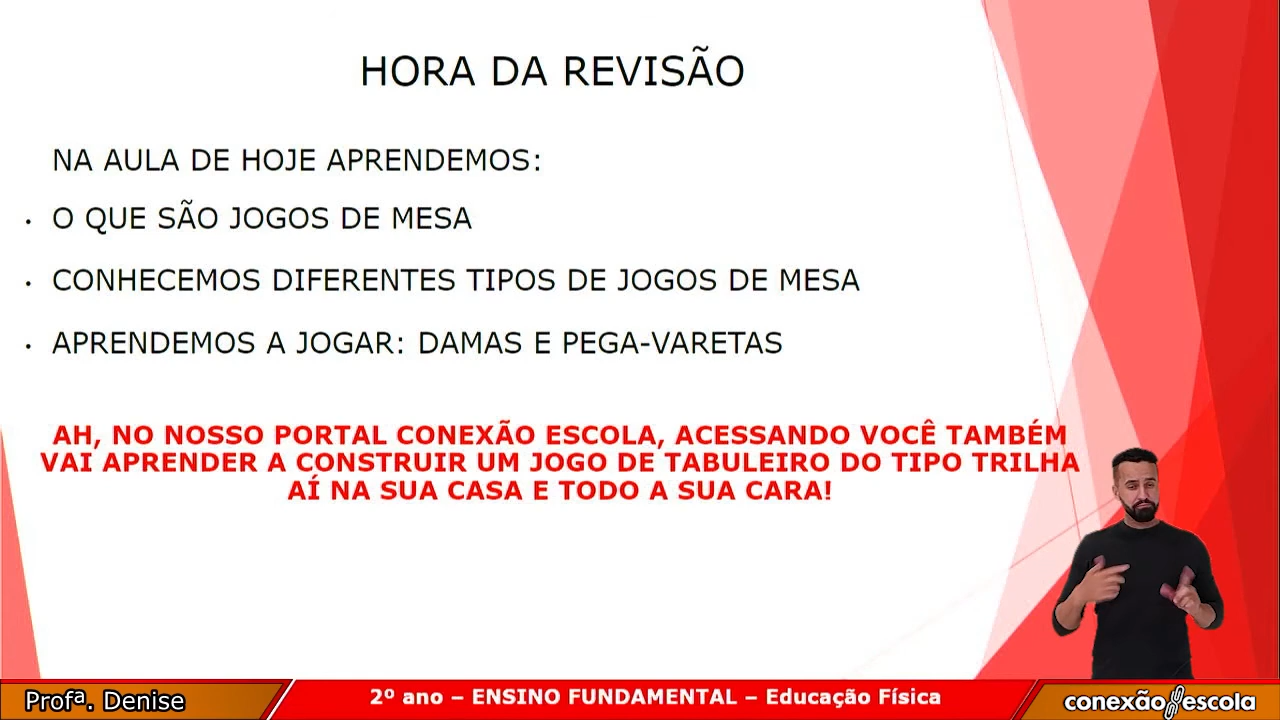 HORA DA REVISÃO
NA AULA DE HOJE APRENDEMOS:
• O QUE SÃO JOGOS DE MESA
• CONHECEMOS DIFERENTES TIPOS DE JOGOS DE MESA
• APRENDEMOS A JOGAR: DAMAS E PEGA-VARETAS
AH, NO NOSSO PORTAL CONEXÃO ESCOLA, ACESSANDO VOCÊ TAMBÉM
VAI APRENDER A CONSTRUIR UM JOGO DE TABULEIRO DO TIPO TRILHA
AÍ NA SUA CASA E TODO A SUA CARA!
Profª. Denise
2º ano – ENSINO FUNDAMENTAL – Educação Física
conexão escola